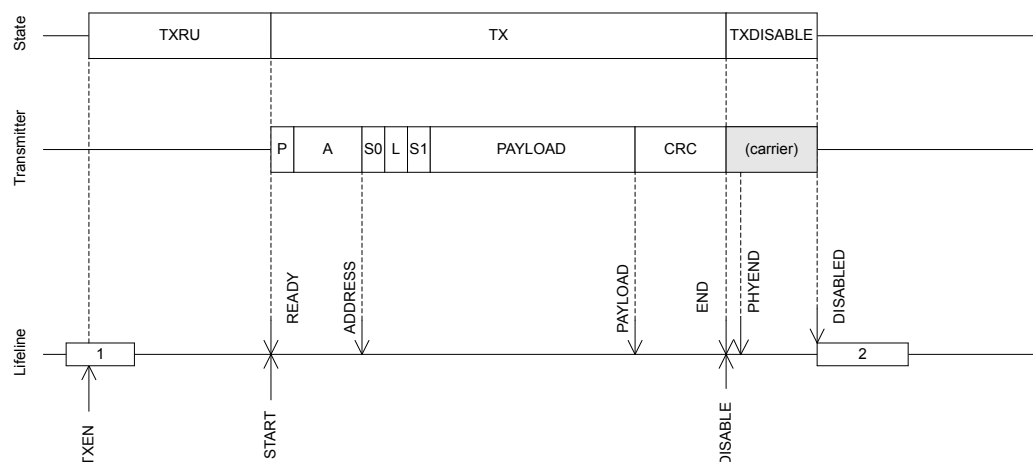 State
TXRU
TX
TXDISABLE
Transmitter
P
A
S0
L
S1
PAYLOAD
CRC
(carrier)
READY
ADDRESS
PAYLOAD
END
PHYEND
DISABLED
Lifeline
1
2
TXEN
START
DISABLE